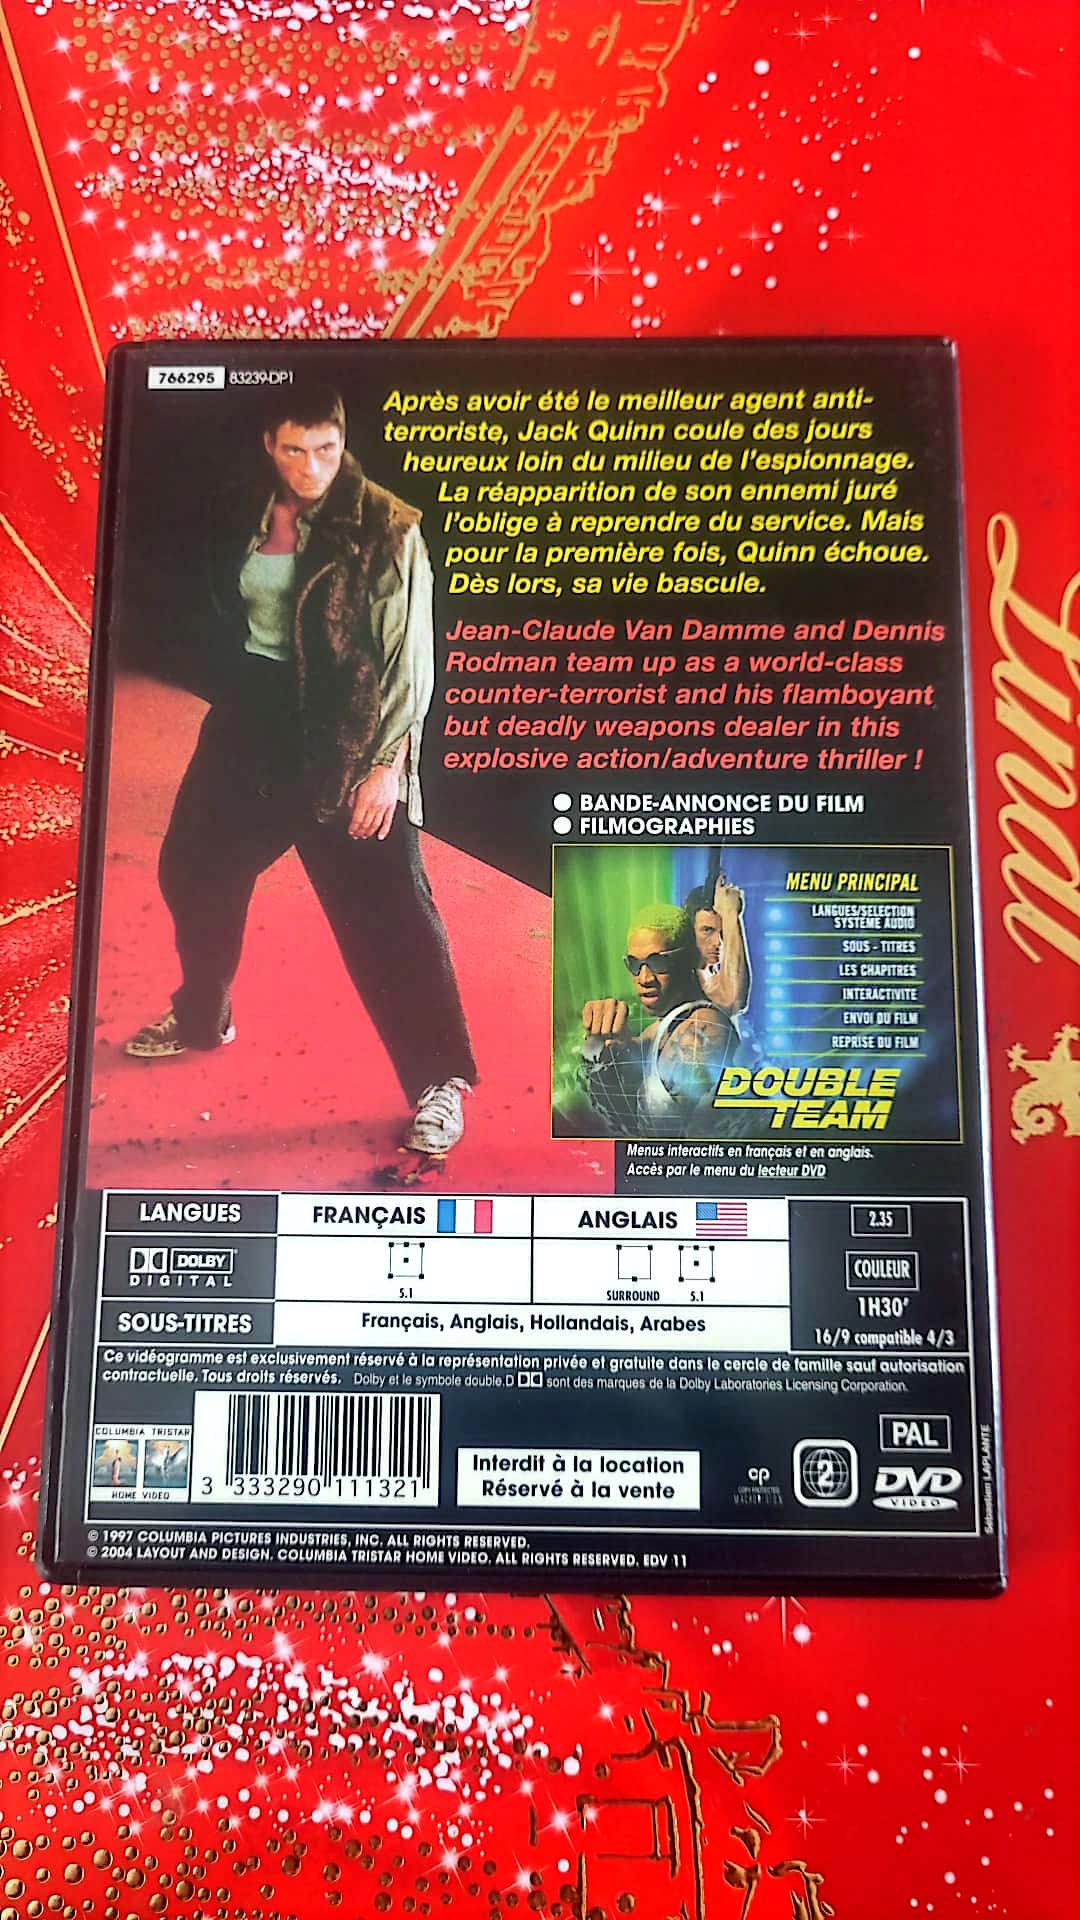 766295 83239-DP1
Après avoir été le meilleur agent anti-
terroriste, Jack Quinn coule des jours
heureux loin du milieu de l'espionnage.
La réapparition de son ennemi juré
l'oblige à reprendre du service. Mais
pour la première fois, Quinn échoue.
Dès lors, sa vie bascule.
Jean-Claude Van Damme and Dennis
Rodman team up as a world-class
counter-terrorist and his flamboyant
but deadly weapons dealer in this
explosive action/adventure thriller !
BANDE-ANNONCE DU FILM
FILMOGRAPHIES
MENU PRINCIPAL
LANGUES/SELECTION
SYSTEME AUDIO
SOUS - TITRES
LES CHAPITRES
INTERACTIVITE
ENVOI DU FILM
REPRISE DU FILM
DOUBLE
TEAM
Menus interactifs en français et en anglais.
Accès par le menu du lecteur DVD
LANGUES FRANÇAIS ANGLAIS
DOLBY
DIGITAL
5.1 SURROUND 5.1
SOUS-TITRES Français, Anglais, Hollandais, Arabes
2.35
COULEUR
1H30'
16/9 compatible 4/3
Ce vidéogramme est exclusivement réservé à la représentation privée et gratuite dans le cercle de famille sauf autorisation
contractuelle. Tous droits réservés. Dolby et le symbole double.D sont des marques de la Dolby Laboratories Licensing Corporation.
COLUMBIA TRISTAR
HOME VIDEO
3 333290 111321
Interdit à la location
Réservé à la vente
cp
COPY PROTECTED
MACROVISION
2
PAL
DVD
VIDEO
Sébastien LAPLANTE
© 1997 COLUMBIA PICTURES INDUSTRIES, INC. ALL RIGHTS RESERVED.
© 2004 LAYOUT AND DESIGN. COLUMBIA TRISTAR HOME VIDEO. ALL RIGHTS RESERVED. EDV 11
Lindt